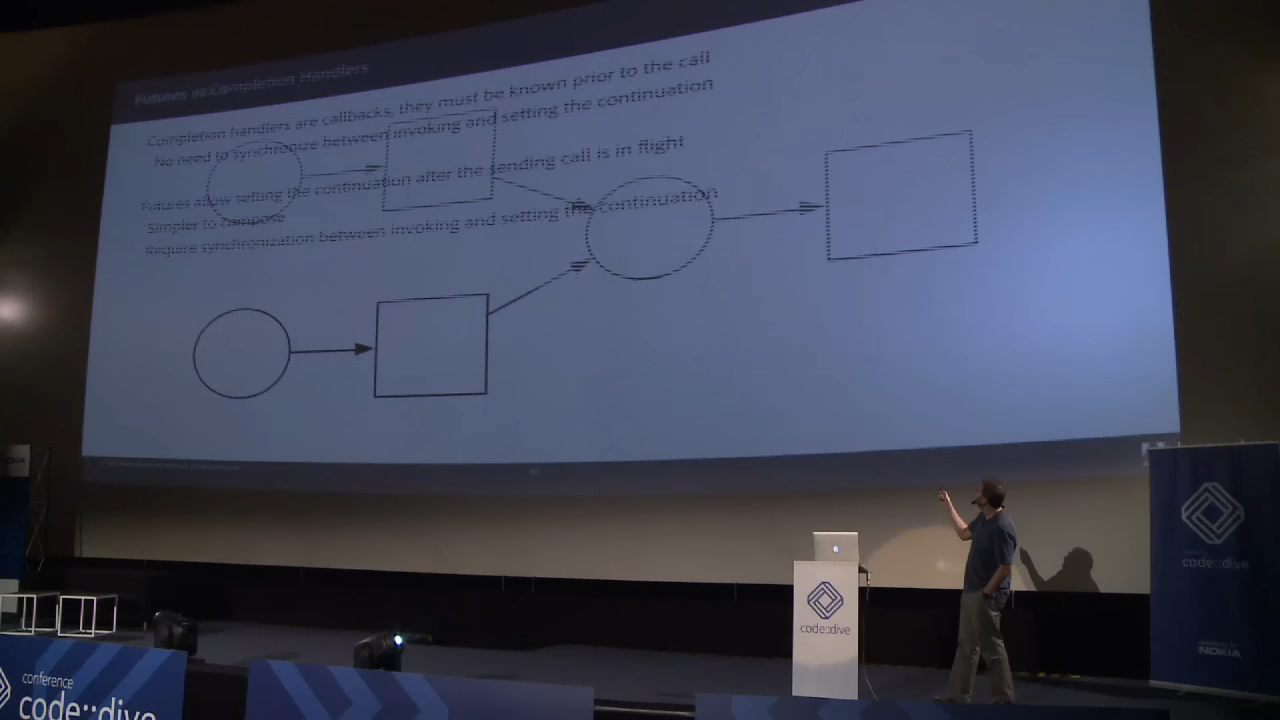 Futures vs Completion Handlers
Completion handlers are callbacks, they must be known prior to the call
No need to synchronize between invoking and setting the continuation
Futures allow setting the continuation after the sending call is in flight
Simpler to compose
Require synchronisation between invoking and setting the continuation
code::dive
code::dive
NOKIA
conference
code::dive